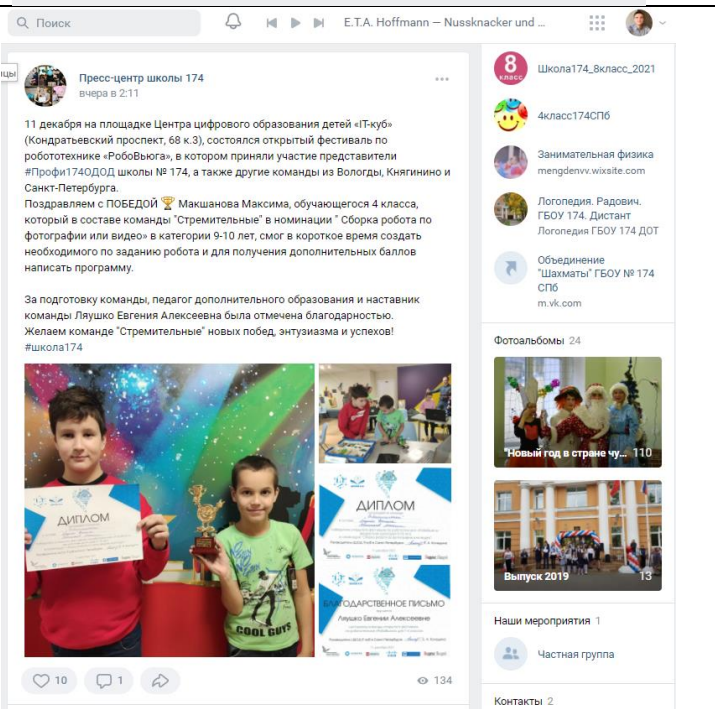 Поиск
E.T.A. Hoffmann — Nussknacker und ...
цы
Пресс-центр школы 174
вчера в 2:11
11 декабря на площадке Центра цифрового образования детей «IT-куб»
(Кондратьевский проспект, 68 к.3), состоялся открытый фестиваль по
робототехнике «РобоВьюга», в котором приняли участие представители
#Профи174ОДОД школы № 174, а также другие команды из Вологды, Княгинино и
Санкт-Петербурга.
Поздравляем с ПОБЕДОЙ 🏆 Макшанова Максима, обучающегося 4 класса,
который в составе команды "Стремительные" в номинации " Сборка робота по
фотографии или видео» в категории 9-10 лет, смог в короткое время создать
необходимого по заданию робота и для получения дополнительных баллов
написать программу.
За подготовку команды, педагог дополнительного образования и наставник
команды Ляушко Евгения Алексеевна была отмечена благодарностью.
Желаем команде "Стремительные" новых побед, энтузиазма и успехов!
#школа174
ДИПЛОМ
COOL GUYS
ДИПЛОМ
БЛАГОДАРСТВЕННОЕ ПИСЬМО
Ляушко Евгении Алексеевне
10
1
134
8
класс
Школа174_8класс_2021
4класс174СПб
Занимательная физика
mengdenvv.wixsite.com
Логопедия. Радович.
ГБОУ 174. Дистант
Логопедия ГБОУ 174 ДОТ
Объединение
"Шахматы" ГБОУ № 174
СПб
m.vk.com
Фотоальбомы 24
"Новый год в стране чу... 110
Выпуск 2019 13
Наши мероприятия 1
Частная группа
Контакты 2